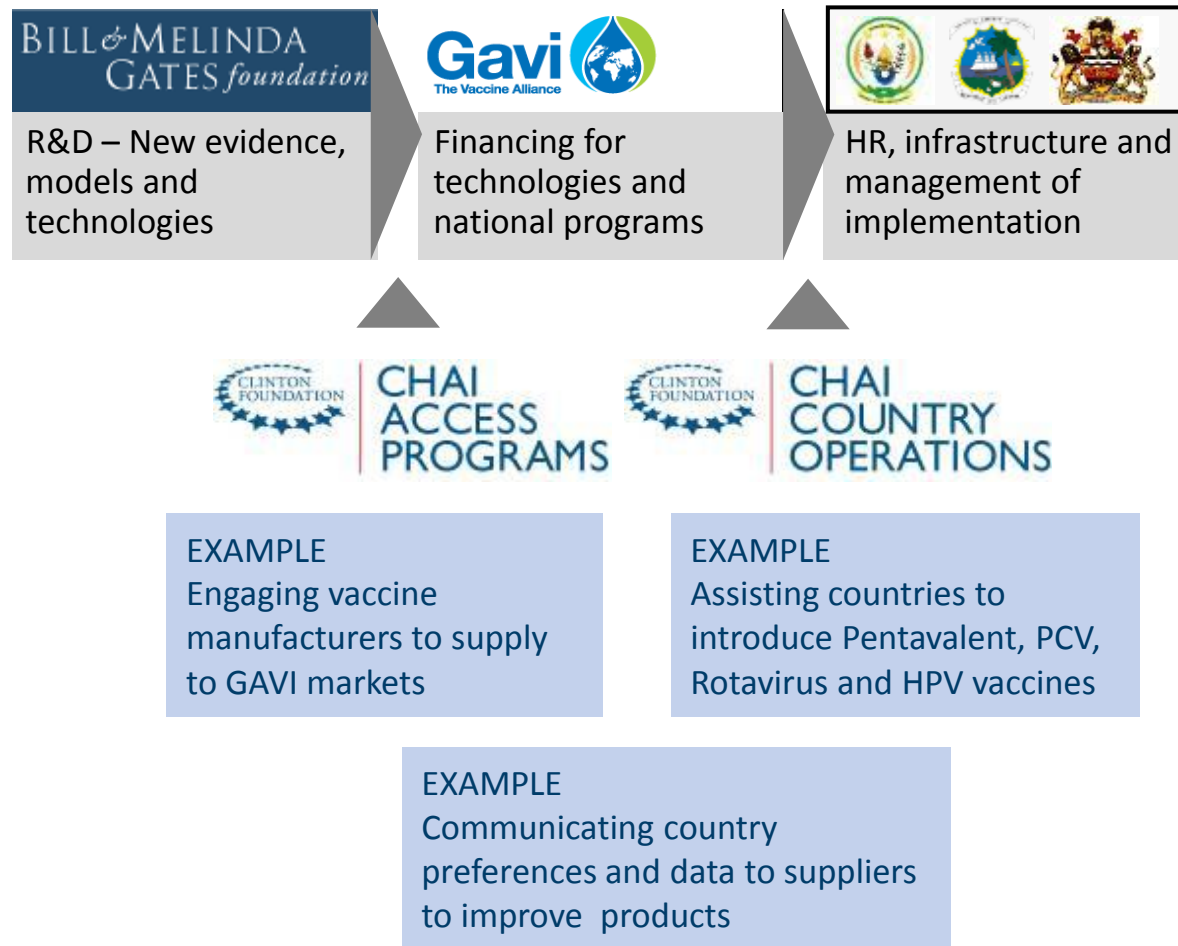 BILL & MELINDA
GATES foundation
Gavi
The Vaccine Alliance
R&D – New evidence,
models and
technologies
Financing for
technologies and
national programs
HR, infrastructure and
management of
implementation
CLINTON
FOUNDATION
CHAI
ACCESS
PROGRAMS
CLINTON
FOUNDATION
CHAI
COUNTRY
OPERATIONS
EXAMPLE
Engaging vaccine
manufacturers to supply
to GAVI markets
EXAMPLE
Assisting countries to
introduce Pentavalent, PCV,
Rotavirus and HPV vaccines
EXAMPLE
Communicating country
preferences and data to suppliers
to improve products